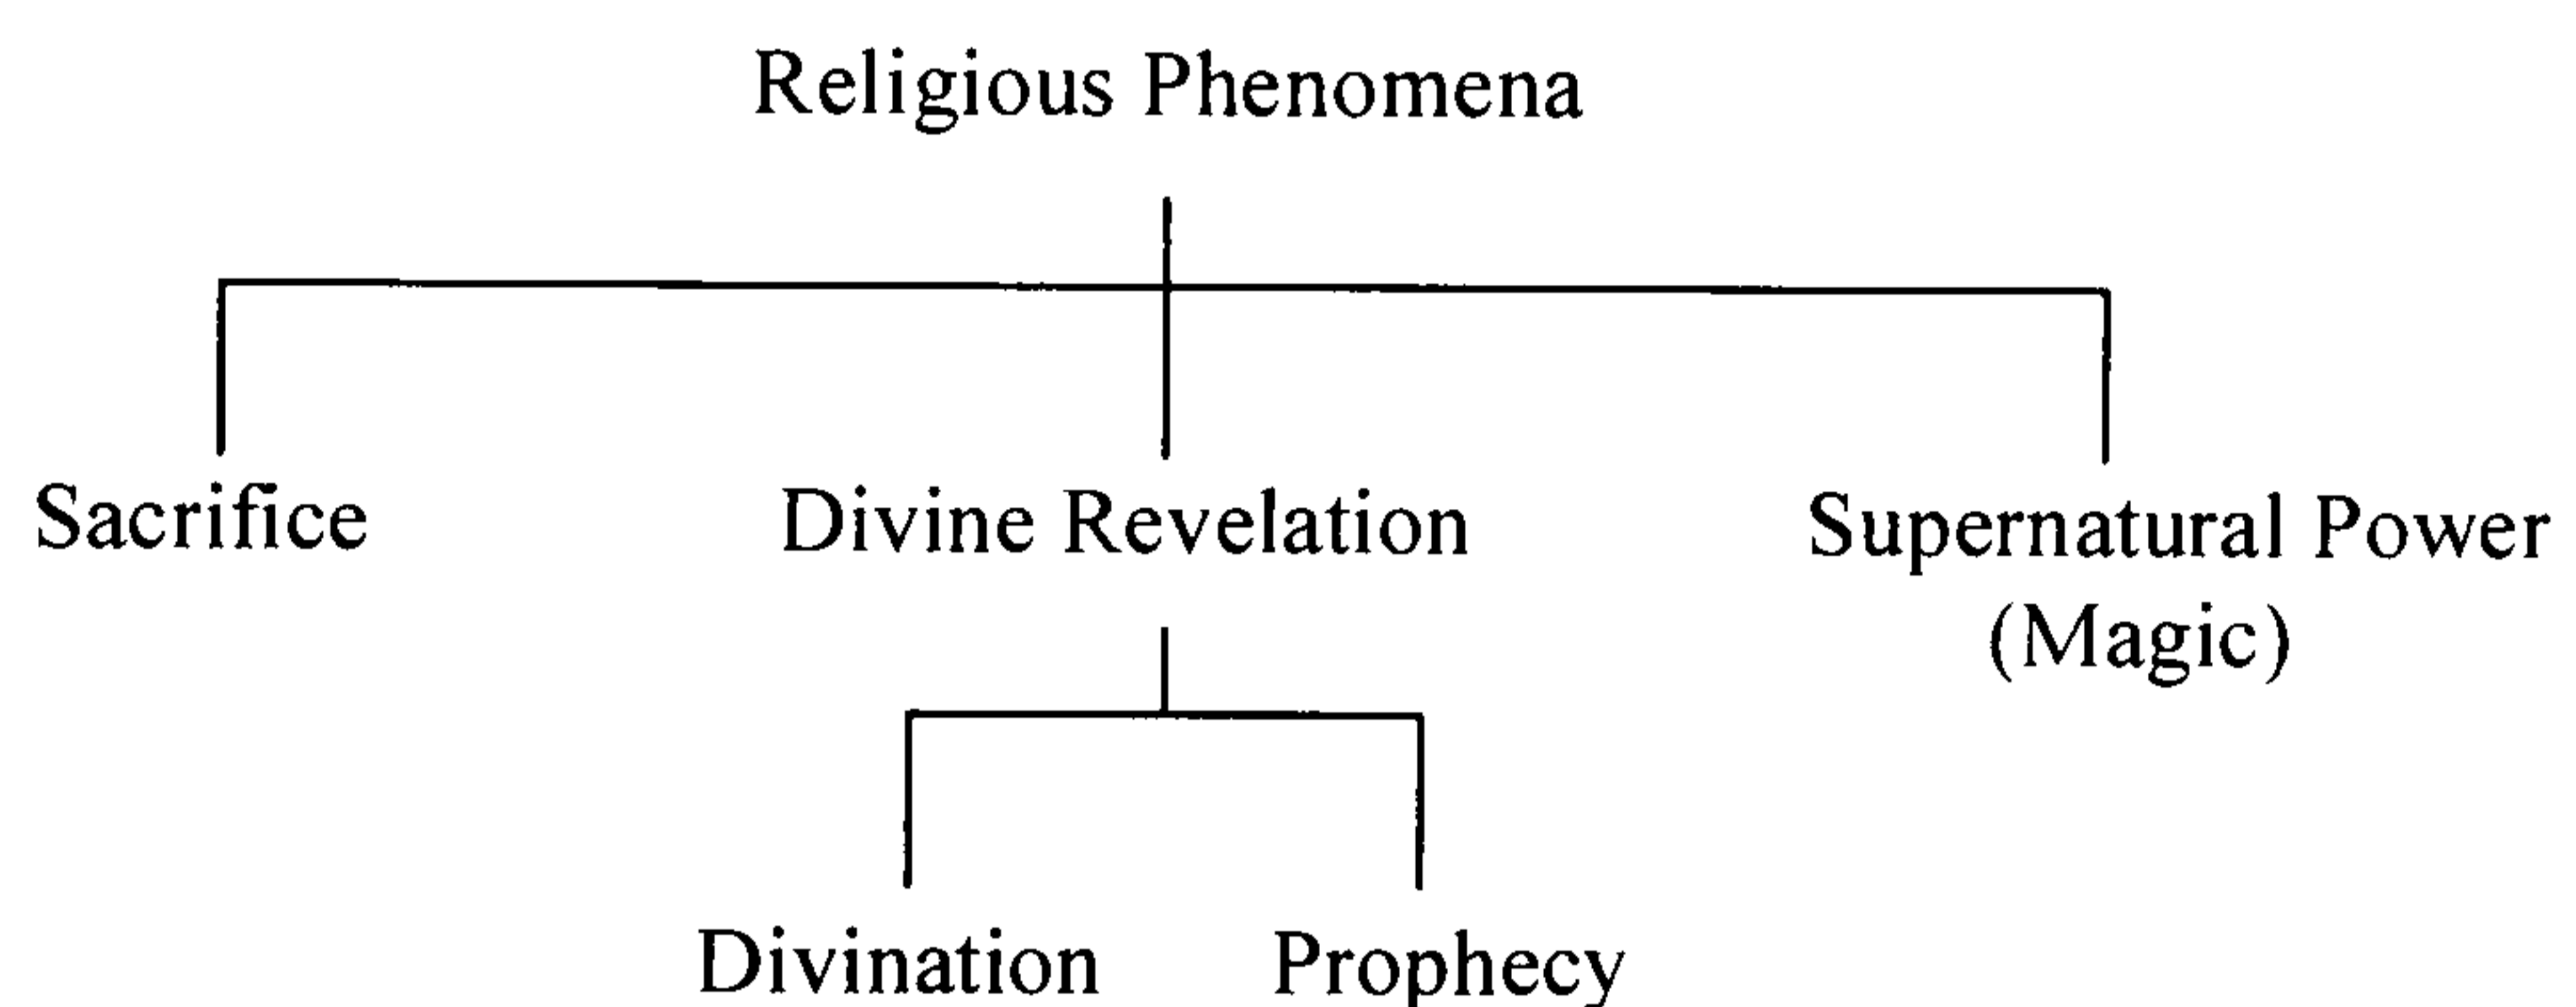 Religious Phenomena
Sacrifice
Divine Revelation
Supernatural Power
(Magic)
Divination
Prophecy